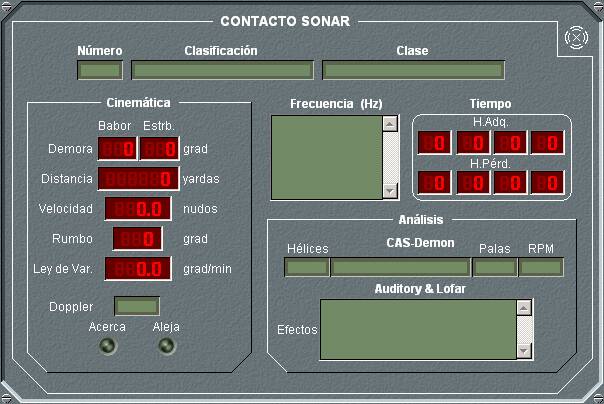 CONTACTO SONAR
Número Clasificación Clase
Cinemática
Babor Estrb.
Demora 0 0 grad
Distancia 0 yardas
Velocidad 0.0 nudos
Rumbo 0 grad
Ley de Var. 0.0 grad/min
Doppler
Acerca Aleja
Frecuencia (Hz)
Tiempo
H.Adq.
0 0 0 0
H.Pérd.
0 0 0 0
Análisis
Hélices CAS-Demon Palas RPM
Auditory & Lofar
Efectos